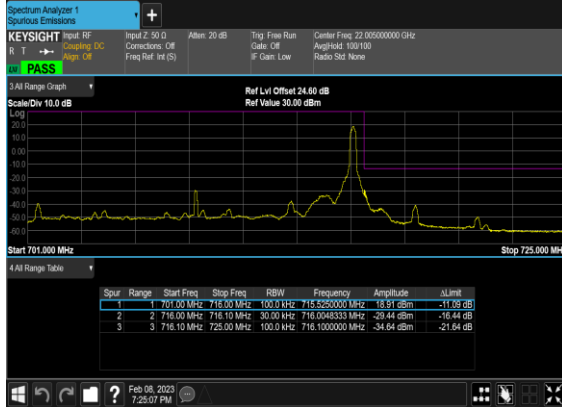 Spectrum Analyzer 1
Spurious Emissions
KEYSIGHT Input: RF Input Z: 50 Ω Atten: 20 dB Trig: Free Run Center Freq: 22.005000000 GHz
R T Coupling: DC Corrections: Off Gate: Off Avg|Hold: 100/100
Align: Off Freq Ref: Int (S) IF Gain: Low Radio Std: None
PASS
3 All Range Graph
Ref Lvl Offset 24.60 dB
Scale/Div 10.0 dB Ref Value 30.00 dBm
Log
20.0
10.0
0.00
-10.0
-20.0
-30.0
-40.0
-50.0
-60.0
Start 701.000 MHz Stop 725.000 MH
4 All Range Table
Spur Range Start Freq Stop Freq RBW Frequency Amplitude ΔLimit
1 1 701.00 MHz 716.00 MHz 100.0 kHz 715.5250000 MHz 18.91 dBm -11.09 dB
2 2 716.00 MHz 716.10 MHz 30.00 kHz 716.0048333 MHz -29.44 dBm -16.44 dB
3 3 716.10 MHz 725.00 MHz 100.0 kHz 716.1000000 MHz -34.64 dBm -21.64 dB
?
Feb 08, 2023
7:25:07 PM